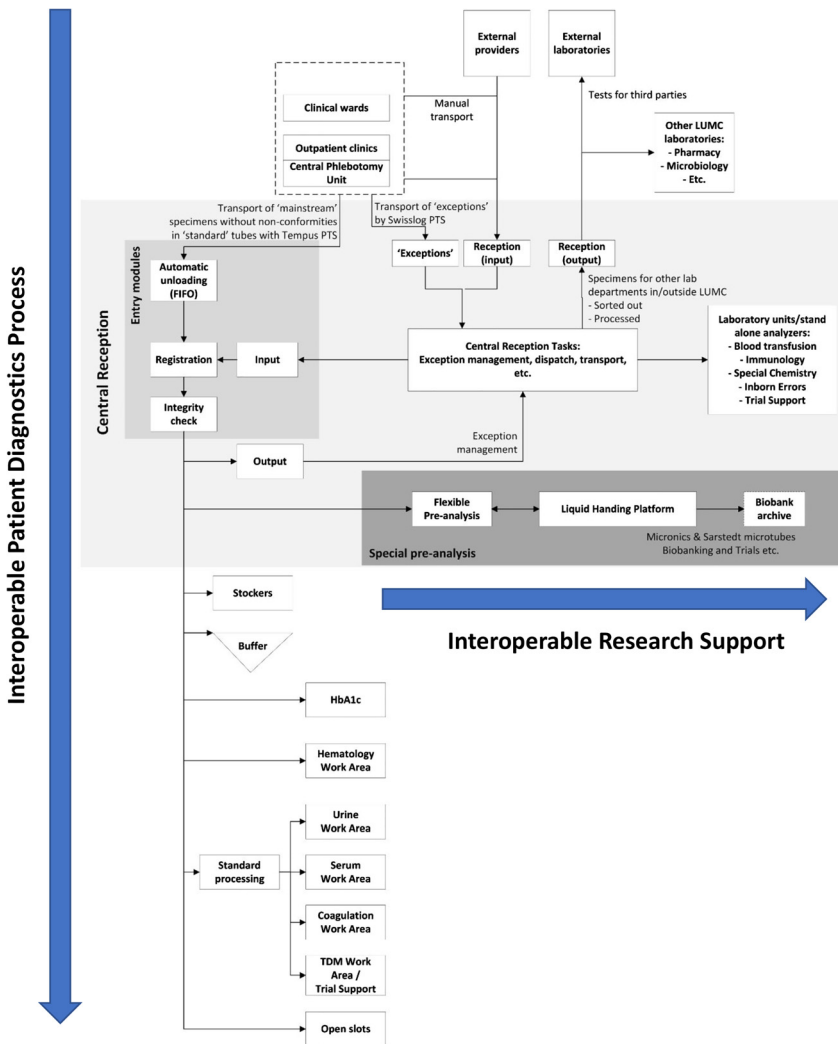 External
providers
External
laboratories
Clinical wards
Manual
transport
Tests for third parties
Outpatient clinics
Central Phlebotomy
Unit
Other LUMC
laboratories:
- Pharmacy
- Microbiology
- Etc.
Transport of ‘mainstream’
specimens without non-conformities
in ‘standard’ tubes with Tempus PTS
Transport of ‘exceptions’
by Swisslog PTS
Interoperable Patient Diagnostics Process
Central Reception
Entry modules
Automatic
unloading
(FIFO)
‘Exceptions’
Reception
(input)
Reception
(output)
Specimens for other lab
departments in/outside LUMC
- Sorted out
- Processed
Registration
Input
Central Reception Tasks:
Exception management, dispatch, transport,
etc.
Laboratory units/stand
alone analyzers:
- Blood transfusion
- Immunology
- Special Chemistry
- Inborn Errors
- Trial Support
Integrity
check
Output
Exception
management
Flexible
Pre-analysis
Liquid Handing Platform
Biobank
archive
Special pre-analysis
Micronics & Sarstedt microtubes
Biobanking and Trials etc.
Stockers
Buffer
Interoperable Research Support
HbA1c
Hematology
Work Area
Urine
Work Area
Standard
processing
Serum
Work Area
Coagulation
Work Area
TDM Work
Area /
Trial Support
Open slots